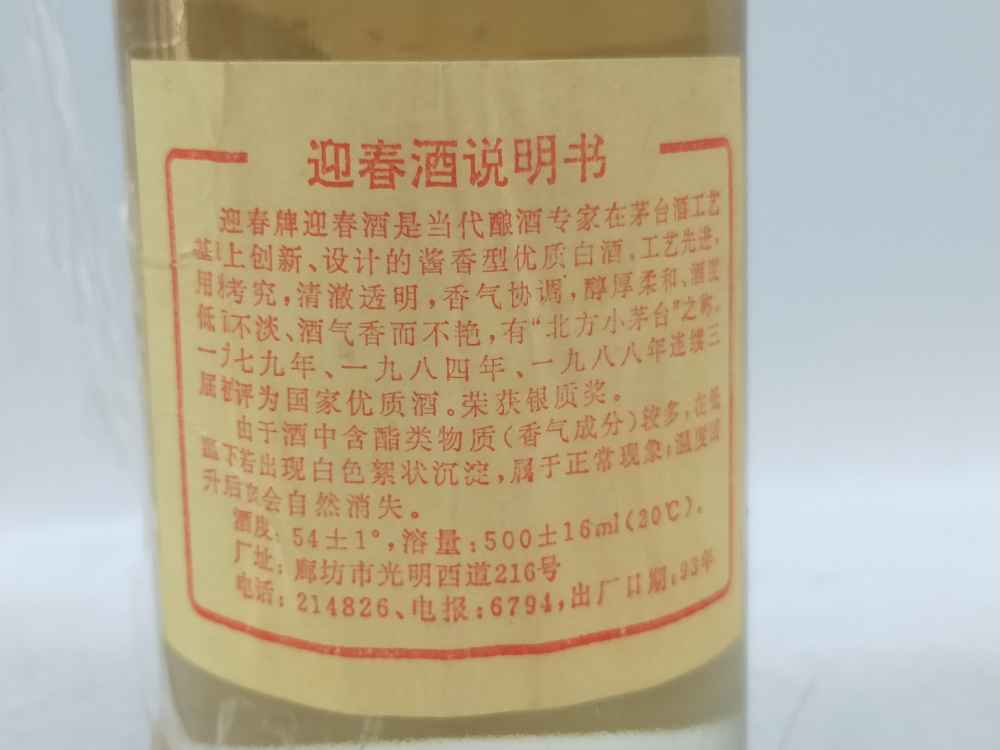 迎春酒说明书
迎春牌迎春酒是当代酿酒专家在茅台酒工艺
基上创新、设计的酱香型优质白酒,工艺先进,
用考究,清澈透明,香气协调,醇厚柔和、酒度
低而不淡、酒气香而不艳,有“北方小茅台”之称,
一九七九年、一九八四年、一九八八年连续三
届被评为国家优质酒。荣获银质奖。
由于酒中含酯类物质(香气成分)较多,在低
温下若出现白色絮状沉淀,属于正常现象;温度回
升后会自然消失。
酒度:54±1°,溶量:500±16ml(20℃).
厂址:廊坊市光明西道216号
电话:214826、电报:6794,出厂日期:93年